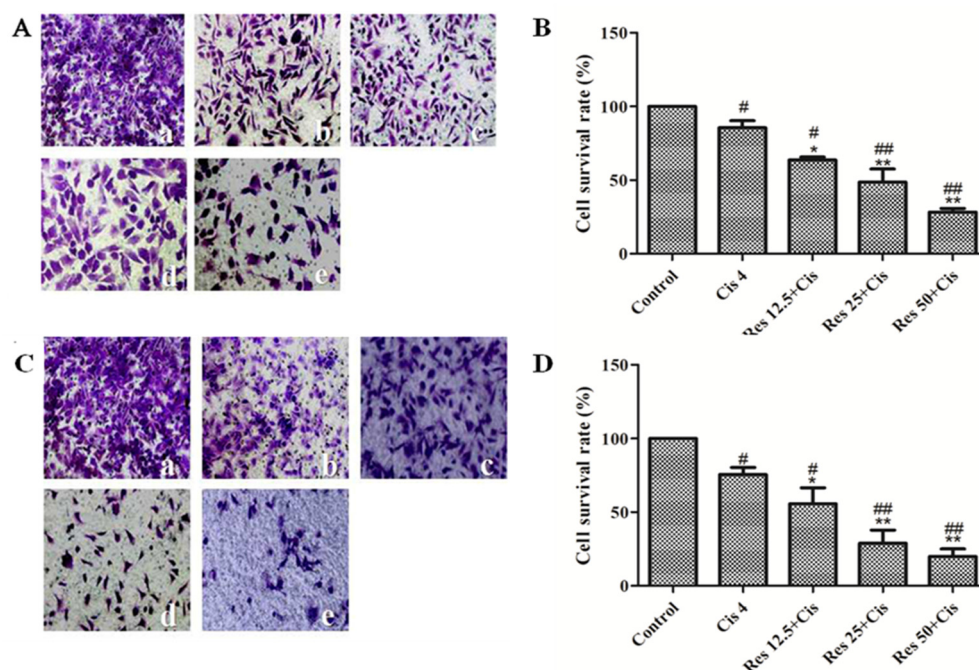 A
a
b
c
d
e
B
Cell survival rate (%)
150
100
50
0
#
#
*
##
**
##
**
Control
Cis 4
Res 12.5+Cis
Res 25+Cis
Res 50+Cis
C
a
b
c
d
e
D
Cell survival rate (%)
150
100
50
0
#
#
*
##
**
##
**
Control
Cis 4
Res 12.5+Cis
Res 25+Cis
Res 50+Cis